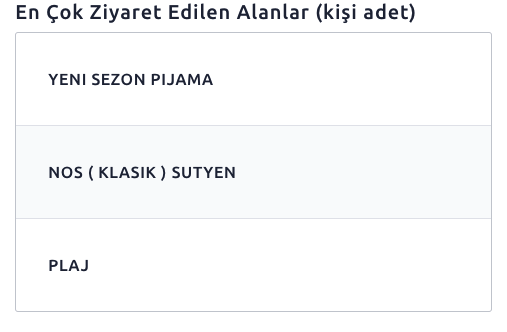 En Çok Ziyaret Edilen Alanlar (kişi adet)
YENI SEZON PIJAMA
NOS ( KLASIK ) SUTYEN
PLAJ